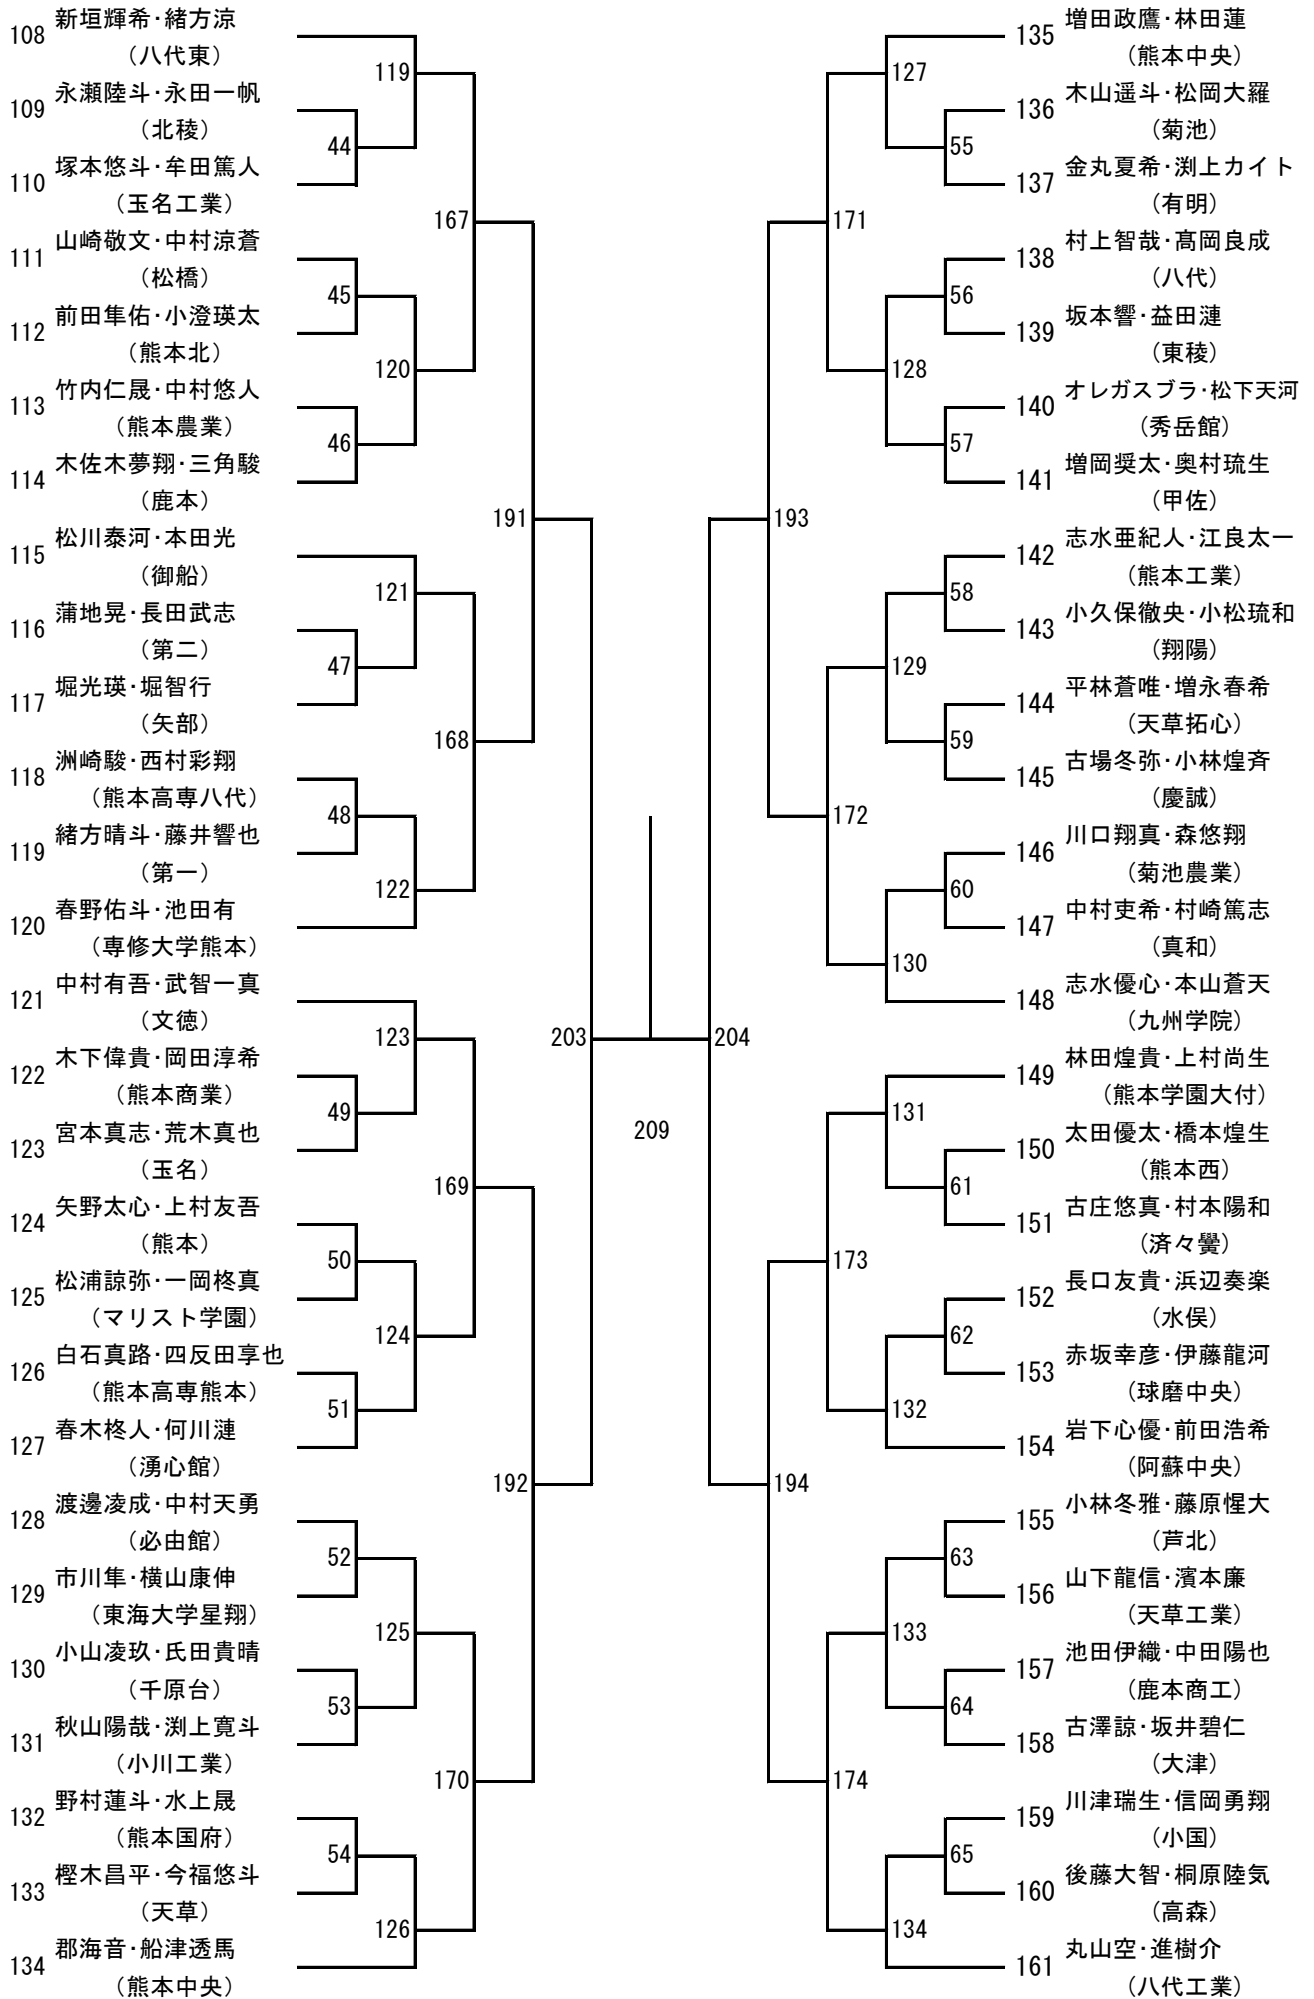 108 新垣輝希・緒方涼
(八代東)
109 永瀬陸斗・永田一帆
(北稜)
110 塚本悠斗・牟田篤人
(玉名工業)
111 山崎敬文・中村涼蒼
(松橋)
112 前田隼佑・小澄瑛太
(熊本北)
113 竹内仁晟・中村悠人
(熊本農業)
114 木佐木夢翔・三角駿
(鹿本)
115 松川泰河・本田光
(御船)
116 蒲地晃・長田武志
(第二)
117 堀光瑛・堀智行
(矢部)
118 洲崎駿・西村彩翔
(熊本高専八代)
119 緒方晴斗・藤井響也
(第一)
120 春野佑斗・池田有
(専修大学熊本)
121 中村有吾・武智一真
(文徳)
122 木下偉貴・岡田淳希
(熊本商業)
123 宮本真志・荒木真也
(玉名)
124 矢野太心・上村友吾
(熊本)
125 松浦諒弥・一岡柊真
(マリスト学園)
126 白石真路・四反田享也
(熊本高専熊本)
127 春木柊人・何川漣
(湧心館)
128 渡邊凌成・中村天勇
(必由館)
129 市川隼・横山康伸
(東海大学星翔)
130 小山凌玖・氏田貴晴
(千原台)
131 秋山陽哉・渕上寛斗
(小川工業)
132 野村蓮斗・水上晟
(熊本国府)
133 樫木昌平・今福悠斗
(天草)
134 郡海音・船津透馬
(熊本中央)
44
45
46
47
48
49
50
51
52
53
54
119
120
121
122
123
124
125
126
167
168
169
170
191
192
203
209
204
193
194
171
172
173
174
127
128
129
130
131
132
133
134
55
56
57
58
59
60
61
62
63
64
65
135 増田政鷹・林田蓮
(熊本中央)
136 木山遥斗・松岡大羅
(菊池)
137 金丸夏希・渕上カイト
(有明)
138 村上智哉・髙岡良成
(八代)
139 坂本響・益田漣
(東稜)
140 オレガスブラ・松下天河
(秀岳館)
141 増岡奨太・奥村琉生
(甲佐)
142 志水亜紀人・江良太一
(熊本工業)
143 小久保徹央・小松琉和
(翔陽)
144 平林蒼唯・増永春希
(天草拓心)
145 古場冬弥・小林煌斉
(慶誠)
146 川口翔真・森悠翔
(菊池農業)
147 中村吏希・村崎篤志
(真和)
148 志水優心・本山蒼天
(九州学院)
149 林田煌貴・上村尚生
(熊本学園大付)
150 太田優太・橋本煌生
(熊本西)
151 古庄悠真・村本陽和
(済々黌)
152 長口友貴・浜辺奏楽
(水俣)
153 赤坂幸彦・伊藤龍河
(球磨中央)
154 岩下心優・前田浩希
(阿蘇中央)
155 小林冬雅・藤原惺大
(芦北)
156 山下龍信・濱本廉
(天草工業)
157 池田伊織・中田陽也
(鹿本商工)
158 古澤諒・坂井碧仁
(大津)
159 川津瑞生・信岡勇翔
(小国)
160 後藤大智・桐原陸気
(高森)
161 丸山空・進樹介
(八代工業)